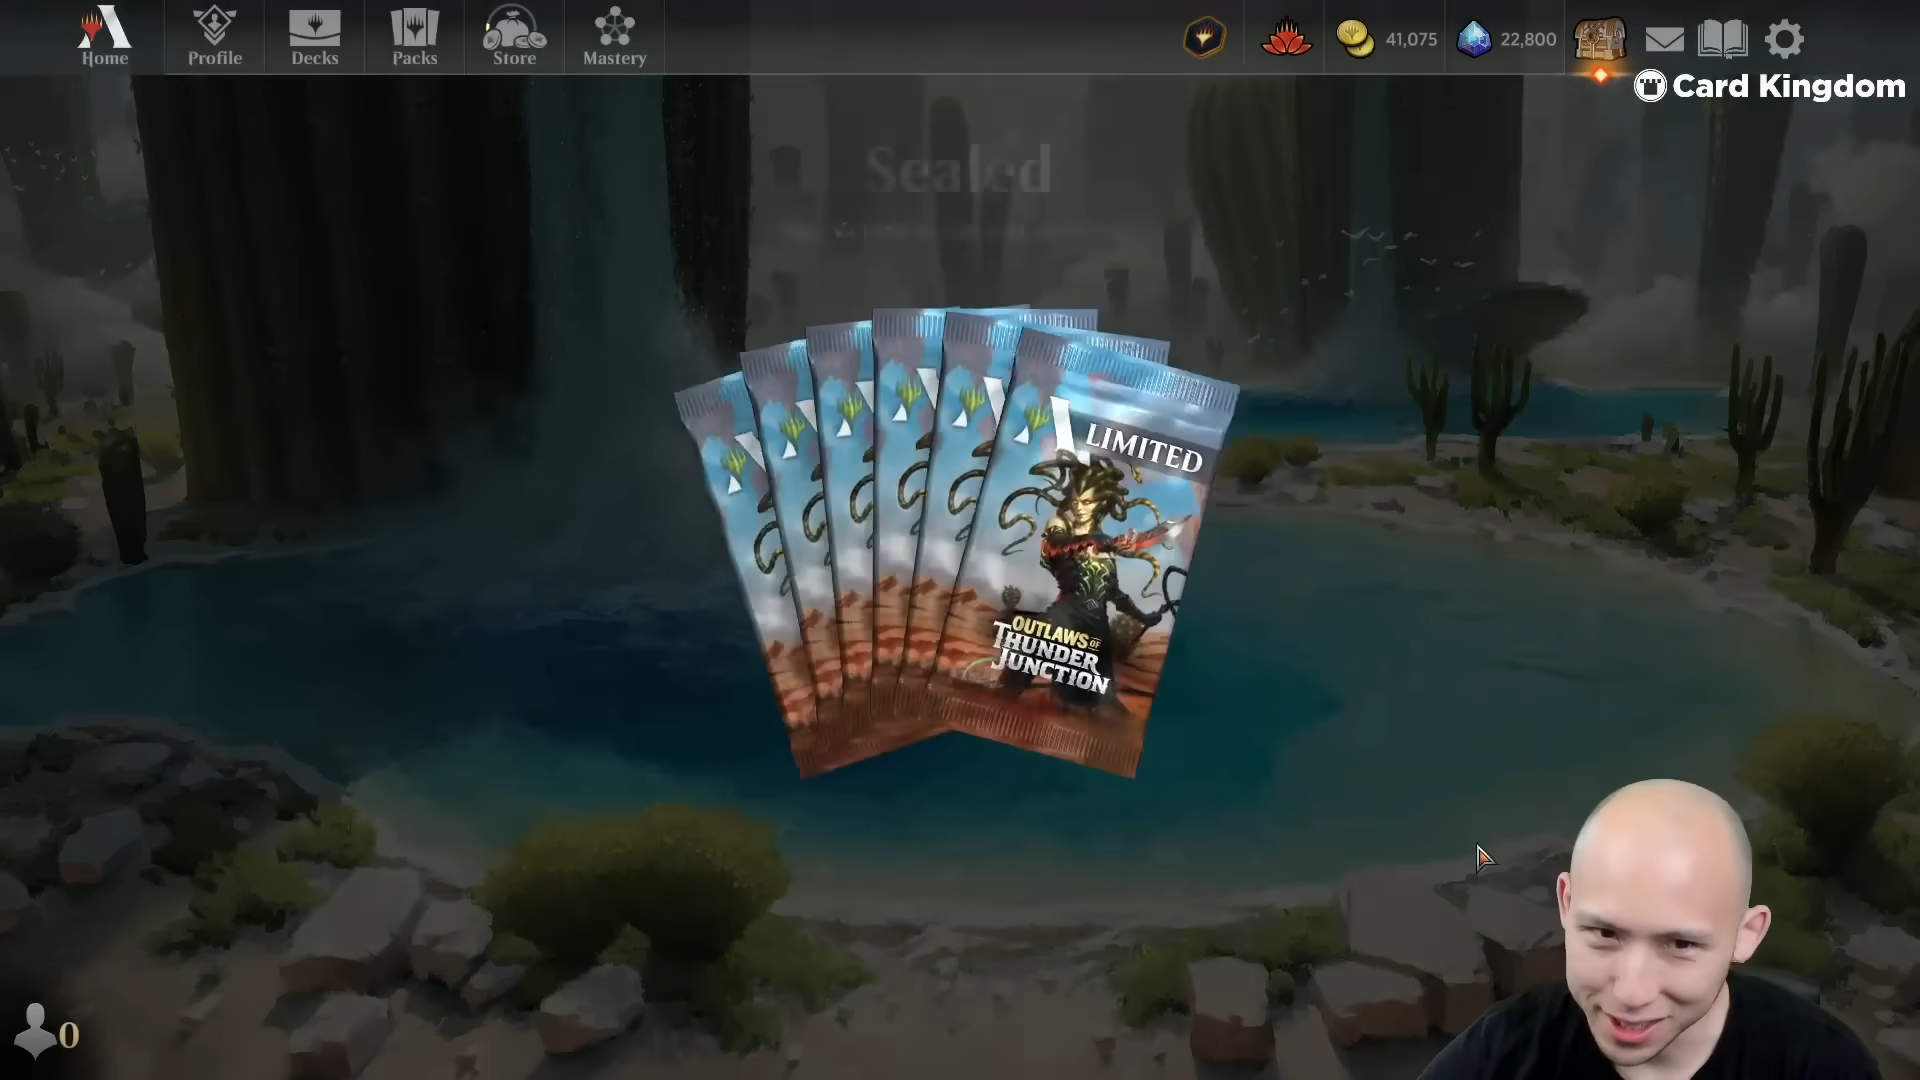 Home
Profile
Decks
Packs
Store
Mastery
41,075
22,800
Card Kingdom
Sealed
LIMITED
OUTLAWS OF
THUNDER
JUNCTION
0